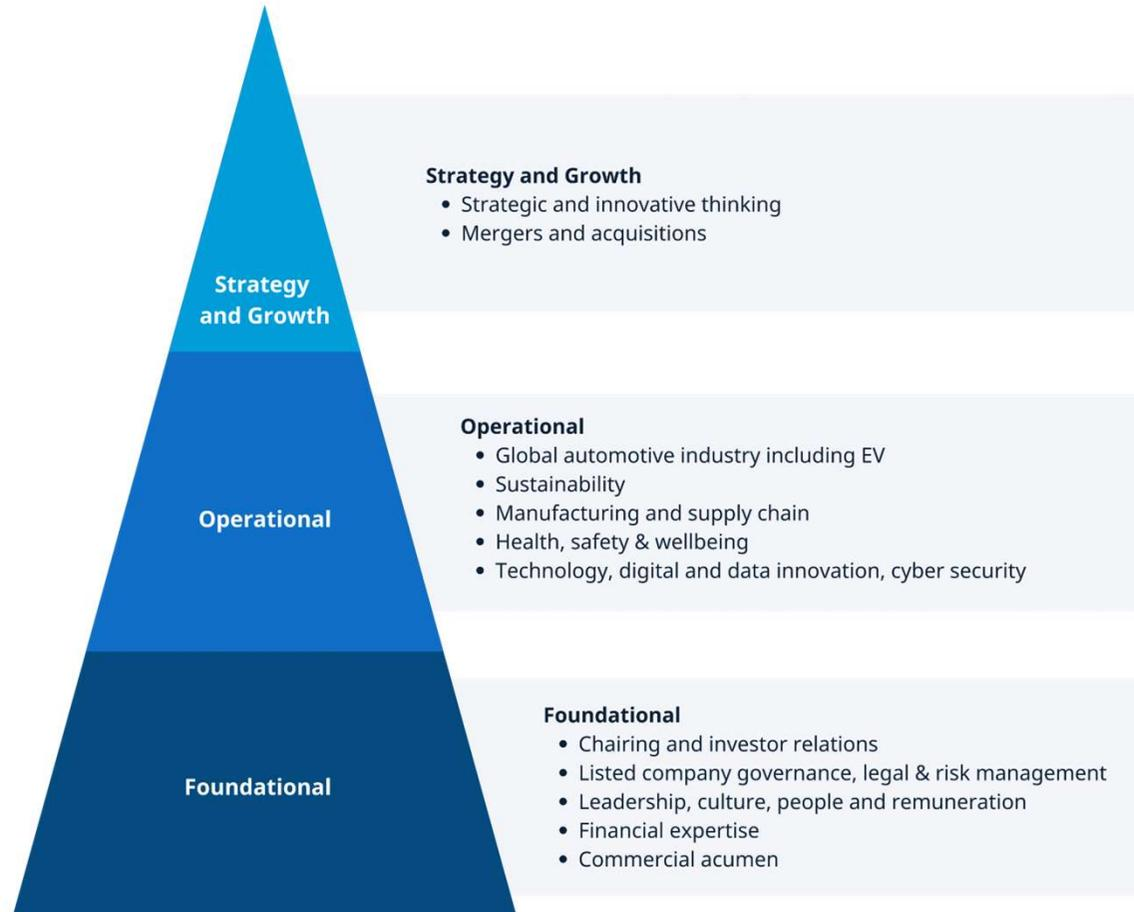 Strategy
and Growth
Strategy and Growth
• Strategic and innovative thinking
• Mergers and acquisitions
Operational
Operational
• Global automotive industry including EV
• Sustainability
• Manufacturing and supply chain
• Health, safety & wellbeing
• Technology, digital and data innovation, cyber security
Foundational
Foundational
• Chairing and investor relations
• Listed company governance, legal & risk management
• Leadership, culture, people and remuneration
• Financial expertise
• Commercial acumen